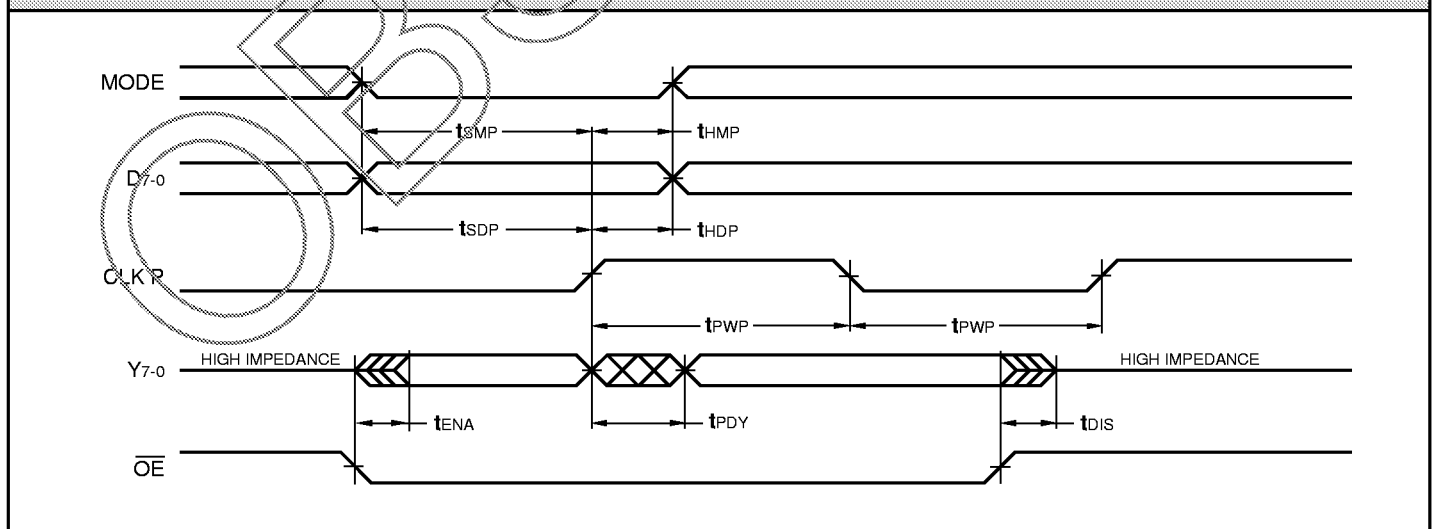 MODE
tSMP
tHMP
D7-0
tSDP
tHDP
CLK P
tPWP
tPWP
Y7-0
HIGH IMPEDANCE
HIGH IMPEDANCE
tENA
tPDY
tDIS
OE